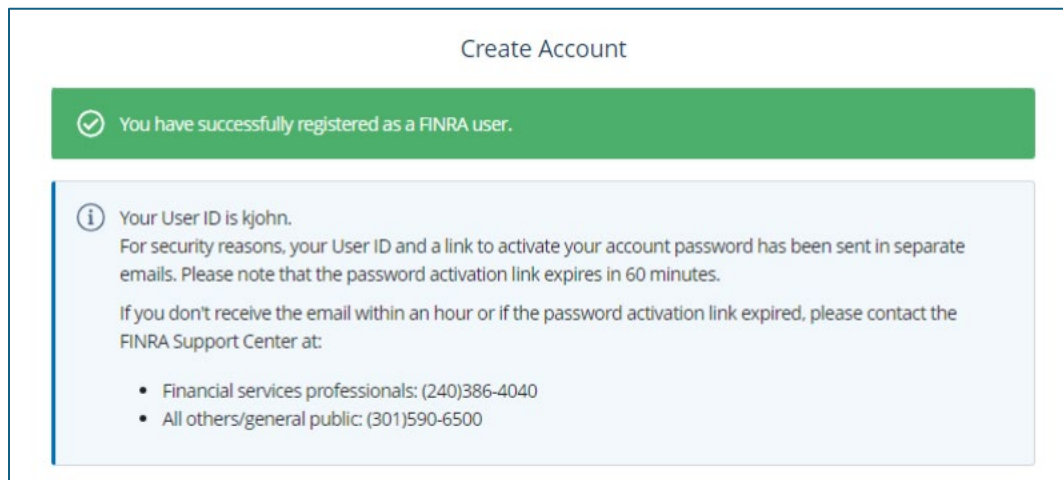 Create Account
You have successfully registered as a FINRA user.
Your User ID is kjohn.
For security reasons, your User ID and a link to activate your account password has been sent in separate
emails. Please note that the password activation link expires in 60 minutes.
If you don't receive the email within an hour or if the password activation link expired, please contact the
FINRA Support Center at:
• Financial services professionals: (240)386-4040
• All others/general public: (301)590-6500